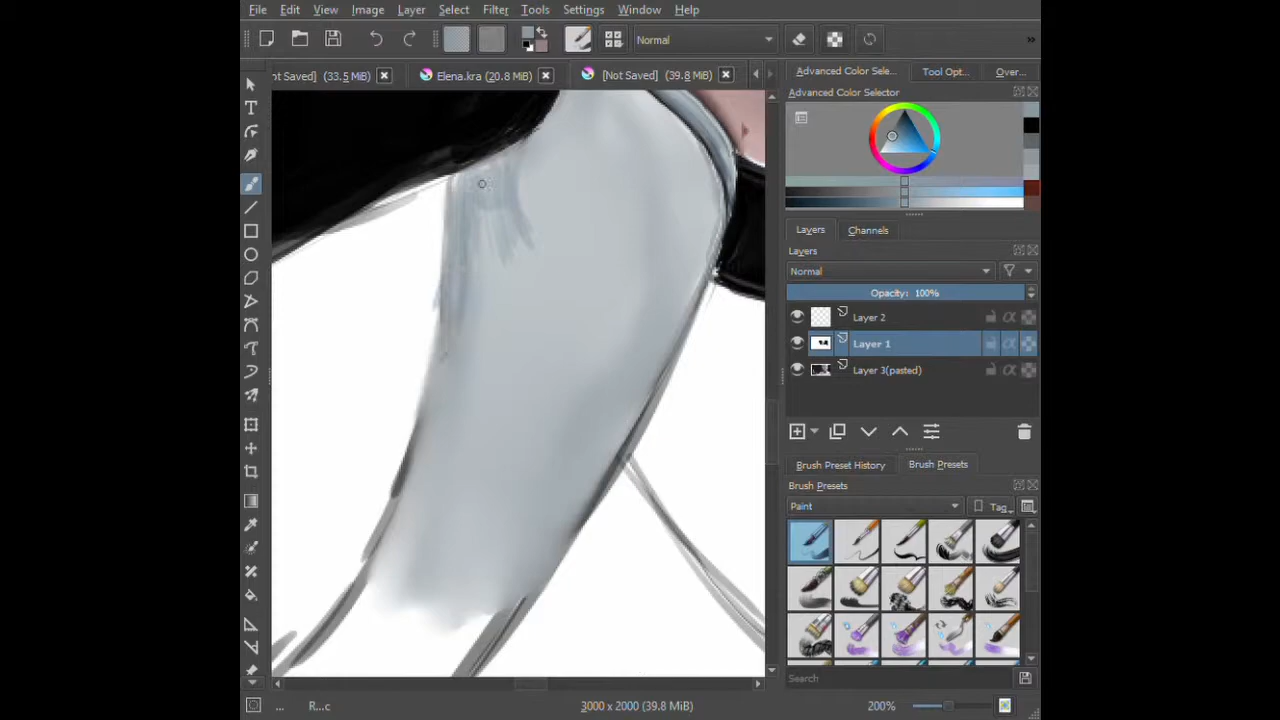 File Edit View Image Layer Select Filter Tools Settings Window Help
Normal
»
ot Saved] (33.5 MiB)
Elena.kra (20.8 MiB)
[Not Saved] (39.8 MiB)
Advanced Color Sele... Tool Opt... Over...
Advanced Color Selector
Layers Channels
Layers
Normal
Opacity: 100%
Layer 2
Layer 1
Layer 3(pasted)
Brush Preset History Brush Presets
Brush Presets
Paint Tag
Search
... R...c 3000 x 2000 (39.8 MiB) 200%